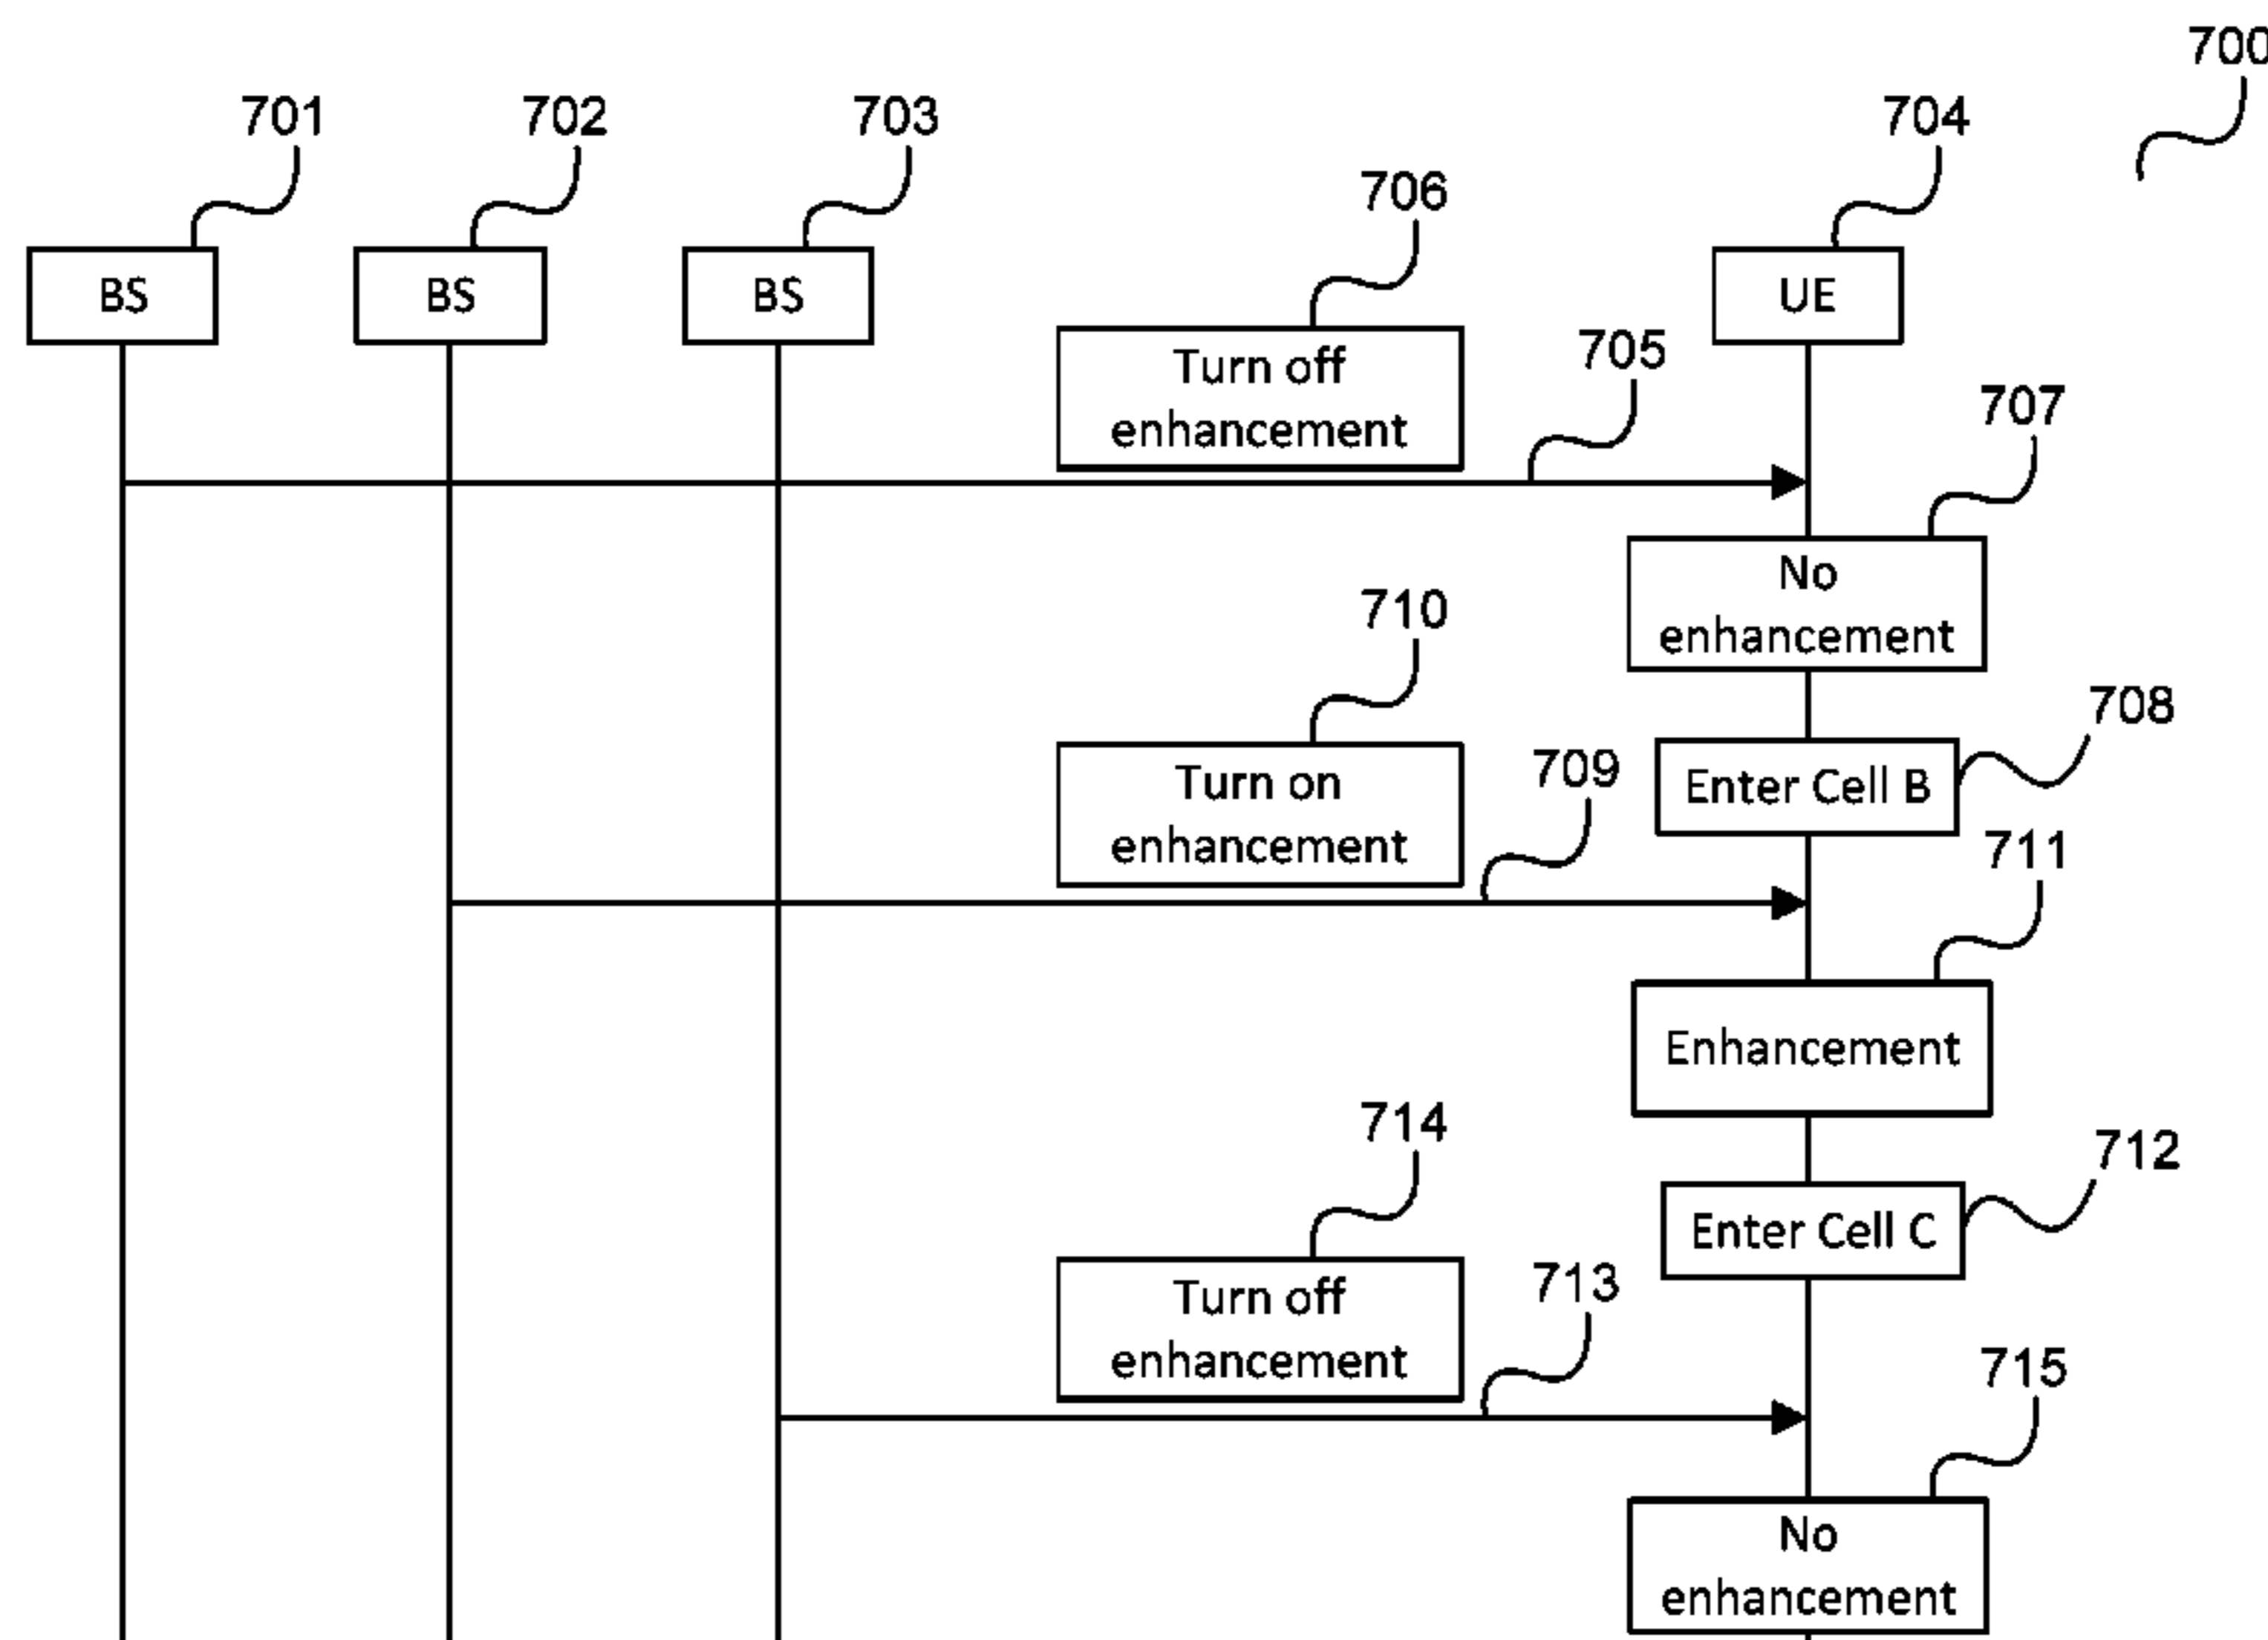 700
701
702
703
704
706
BS
BS
BS
UE
705
Turn off
enhancement
707
No
enhancement
710
708
709
Turn on
enhancement
Enter Cell B
711
Enhancement
714
712
Enter Cell C
713
Turn off
enhancement
715
No
enhancement